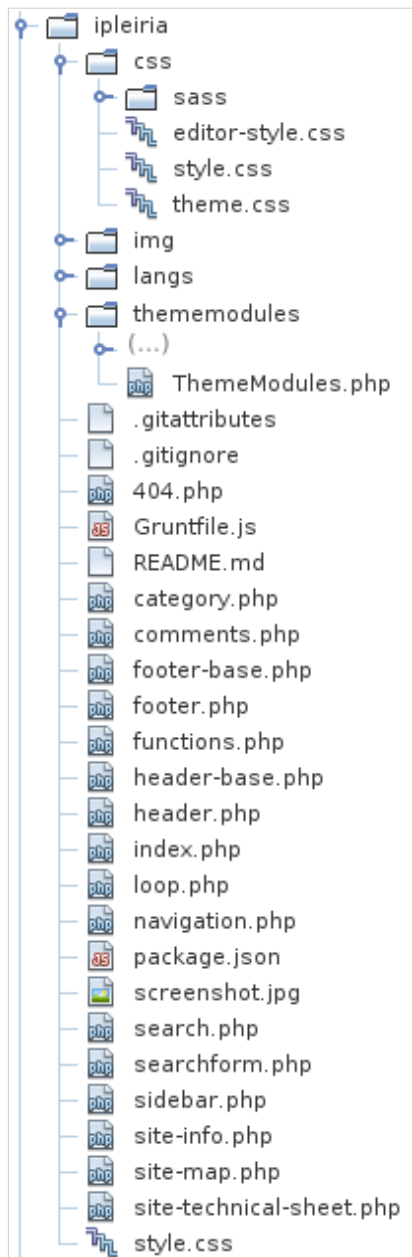 ipleiria
css
sass
editor-style.css
style.css
theme.css
img
langs
thememodules
(...)
ThemeModules.php
.gitattributes
.gitignore
404.php
Gruntfile.js
README.md
category.php
comments.php
footer-base.php
footer.php
functions.php
header-base.php
header.php
index.php
loop.php
navigation.php
package.json
screenshot.jpg
search.php
searchform.php
sidebar.php
site-info.php
site-map.php
site-technical-sheet.php
style.css